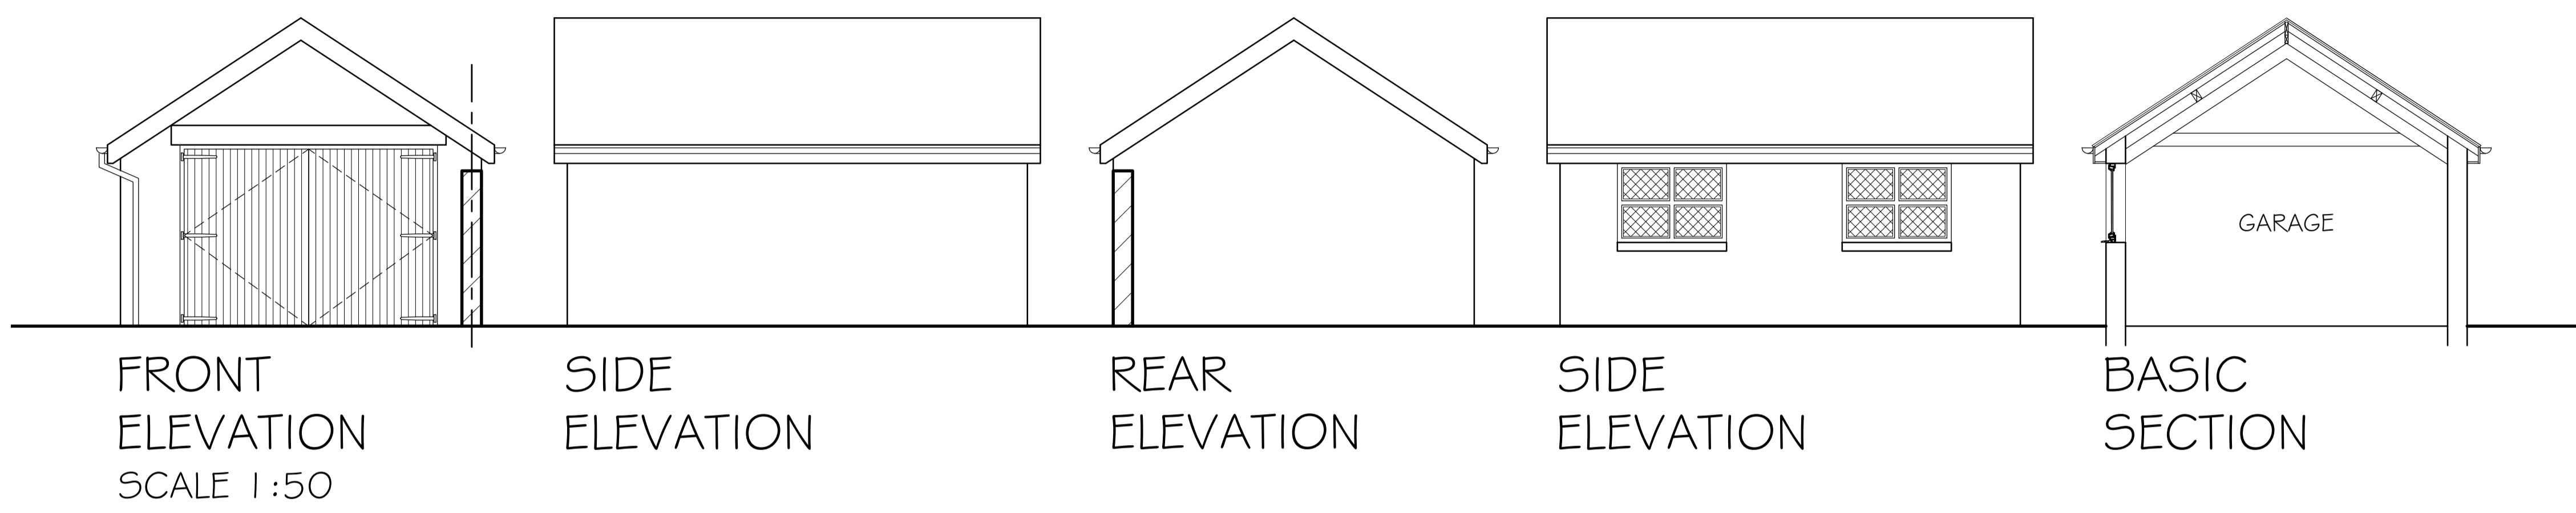 GARAGE
FRONT
ELEVATION
SCALE 1:50
SIDE
ELEVATION
REAR
ELEVATION
SIDE
ELEVATION
BASIC
SECTION